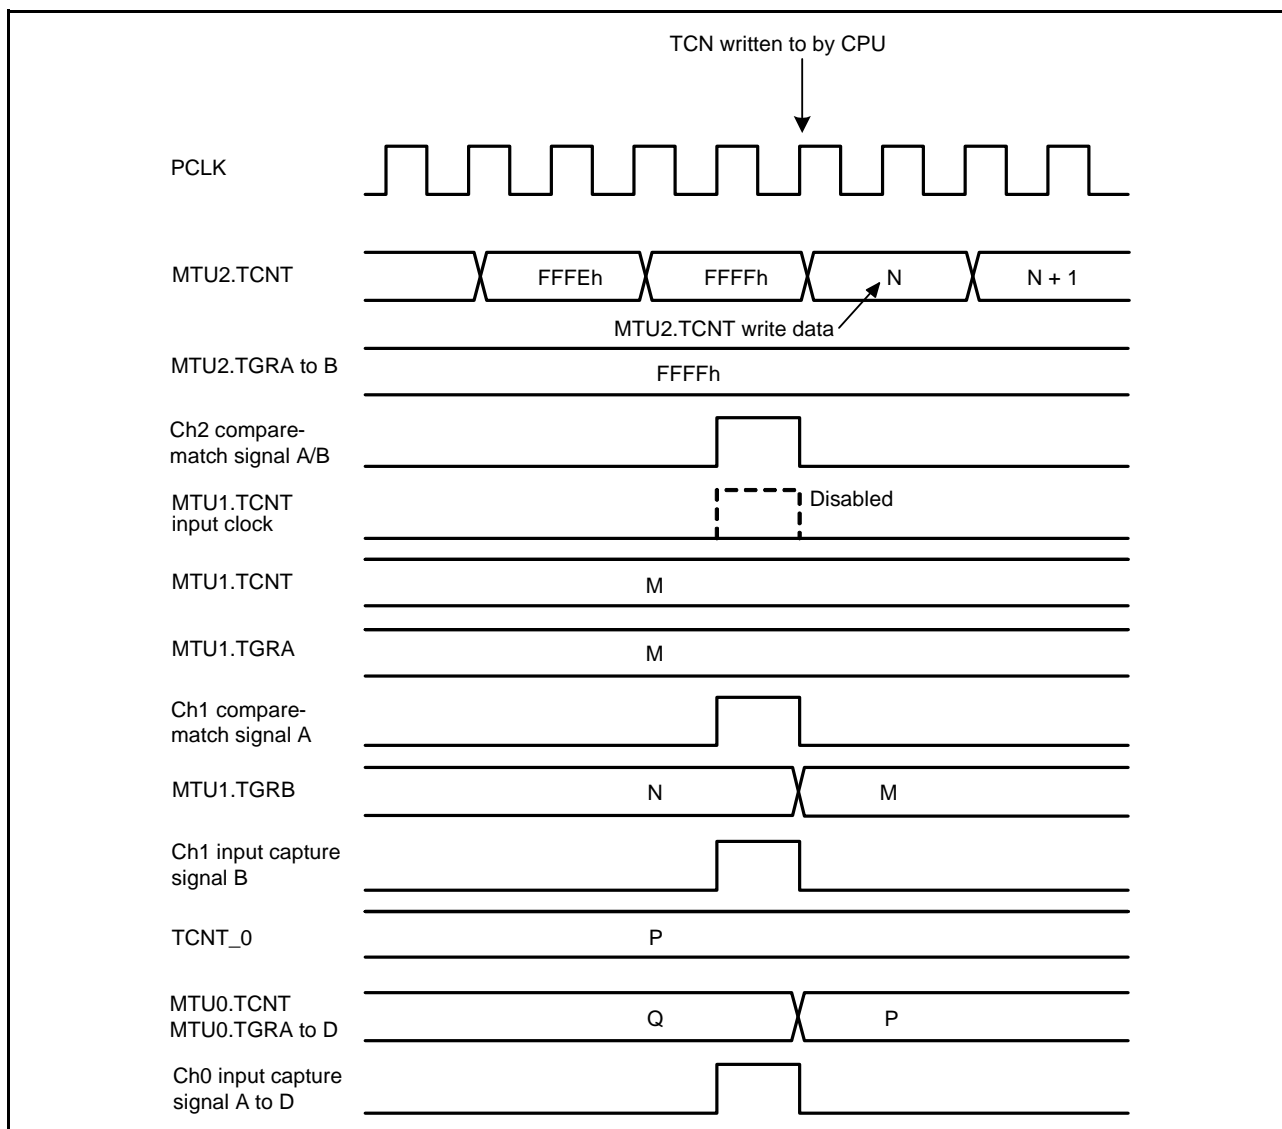 TCN written to by CPU
PCLK
MTU2.TCNT
FFFEh
FFFFh
N
N + 1
MTU2.TCNT write data
MTU2.TGRA to B
FFFFh
Ch2 compare-
match signal A/B
MTU1.TCNT
input clock
Disabled
MTU1.TCNT
M
MTU1.TGRA
M
Ch1 compare-
match signal A
MTU1.TGRB
N
M
Ch1 input capture
signal B
TCNT_0
P
MTU0.TCNT
MTU0.TGRA to D
Q
P
Ch0 input capture
signal A to D